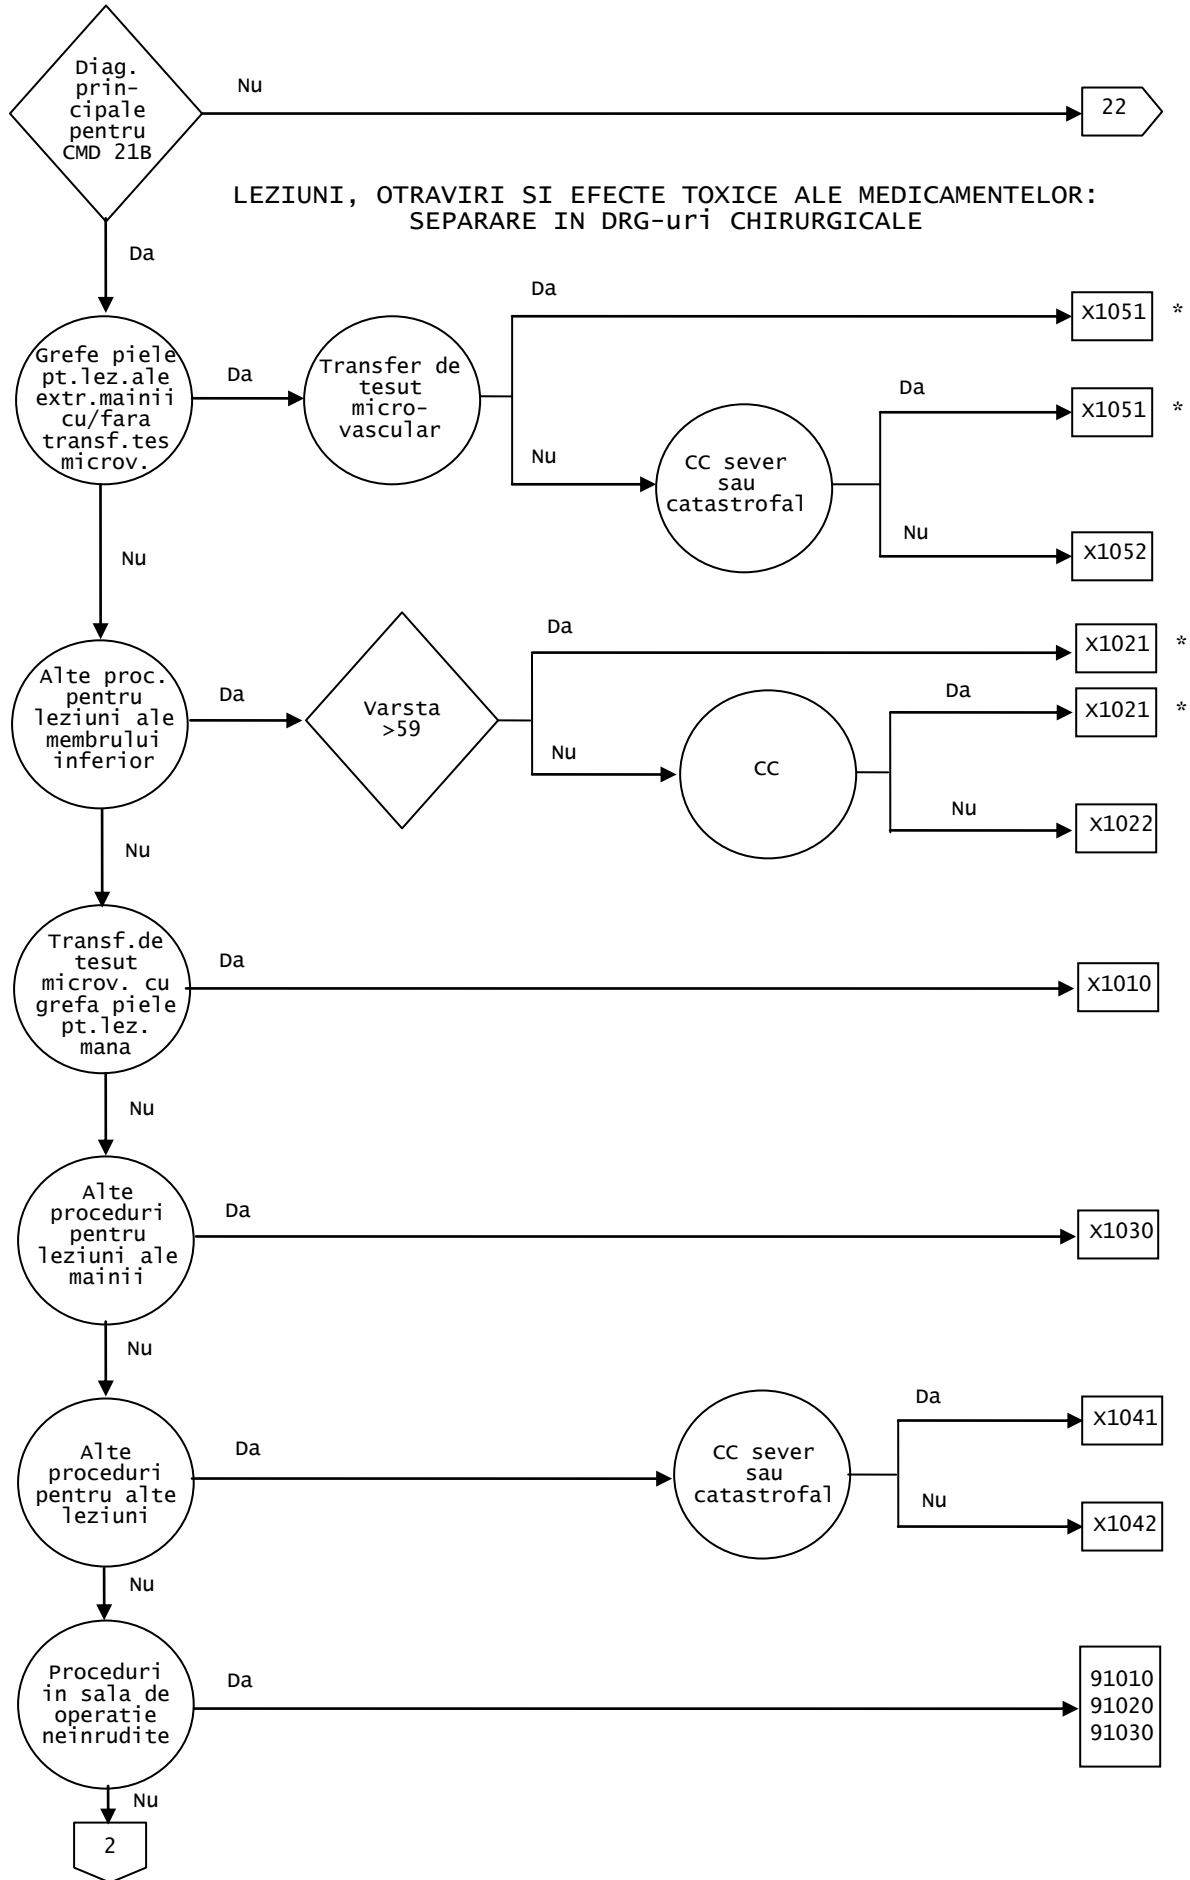 Diag.
prin-
cipale
pentru
CMD 21B
Nu
22
LEZIUNI, OTRAVIRI SI EFECTE TOXICE ALE MEDICAMENTELOR:
SEPARARE IN DRG-uri CHIRURGICALE
Da
Grefe piele
pt.lez.ale
extr.mainii
cu/fara
transf.tes
microv.
Da
Transfer de
tesut
micro-
vascular
Da
X1051 *
Nu
CC sever
sau
catastrofal
Da
X1051 *
Nu
X1052
Nu
Alte proc.
pentru
leziuni ale
membrului
inferior
Da
Varsta
>59
Da
X1021 *
Nu
CC
Da
X1021 *
Nu
X1022
Nu
Transf.de
tesut
microv. cu
grefa piele
pt.lez.
mana
Da
X1010
Nu
Alte
proceduri
pentru
leziuni ale
mainii
Da
X1030
Nu
Alte
proceduri
pentru alte
leziuni
Da
CC sever
sau
catastrofal
Da
X1041
Nu
X1042
Nu
Proceduri
in sala de
operatie
neinrudite
Da
91010
91020
91030
Nu
2